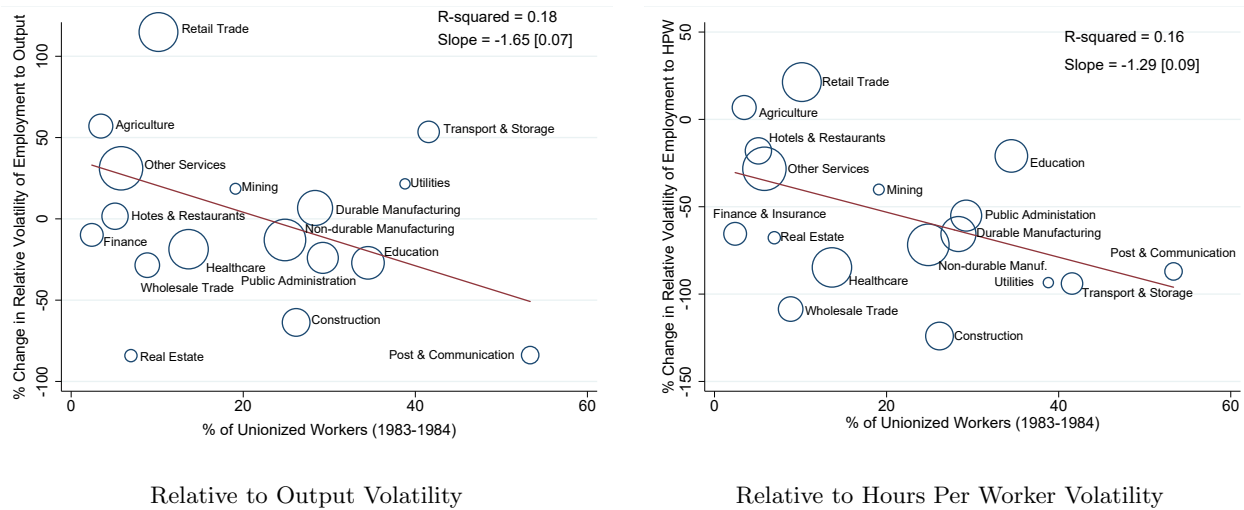 % Change in Relative Volatility of Employment to Output
100
50
0
-50
-100
R-squared = 0.18
Slope = -1.65 [0.07]
Retail Trade
Agriculture
Transport & Storage
Other Services
Mining
Utilities
Hotes & Restaurants
Durable Manufacturing
Non-durable Manufacturing
Finance
Education
Healthcare
Public Administration
Wholesale Trade
Construction
Real Estate
Post & Communication
0 20 40 60
% of Unionized Workers (1983-1984)
Relative to Output Volatility
% Change in Relative Volatility of Employment to HPW
50
0
-50
-100
-150
R-squared = 0.16
Slope = -1.29 [0.09]
Retail Trade
Agriculture
Hotels & Restaurants
Education
Other Services
Mining
Finance & Insurance
Public Administation
Real Estate
Durable Manufacturing
Post & Communication
Non-durable Manuf.
Healthcare
Utilities
Transport & Storage
Wholesale Trade
Construction
0 20 40 60
% of Unionized Workers (1983-1984)
Relative to Hours Per Worker Volatility